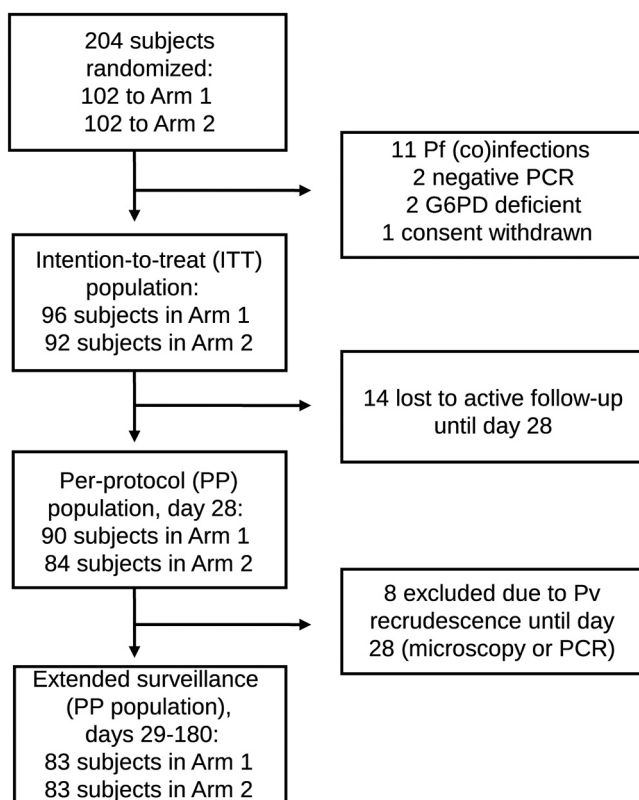 204 subjects
randomized:
102 to Arm 1
102 to Arm 2
11 Pf (co)infections
2 negative PCR
2 G6PD deficient
1 consent withdrawn
Intention-to-treat (ITT)
population:
96 subjects in Arm 1
92 subjects in Arm 2
14 lost to active follow-up
until day 28
Per-protocol (PP)
population, day 28:
90 subjects in Arm 1
84 subjects in Arm 2
8 excluded due to Pv
recrudescence until day
28 (microscopy or PCR)
Extended surveillance
(PP population),
days 29-180:
83 subjects in Arm 1
83 subjects in Arm 2